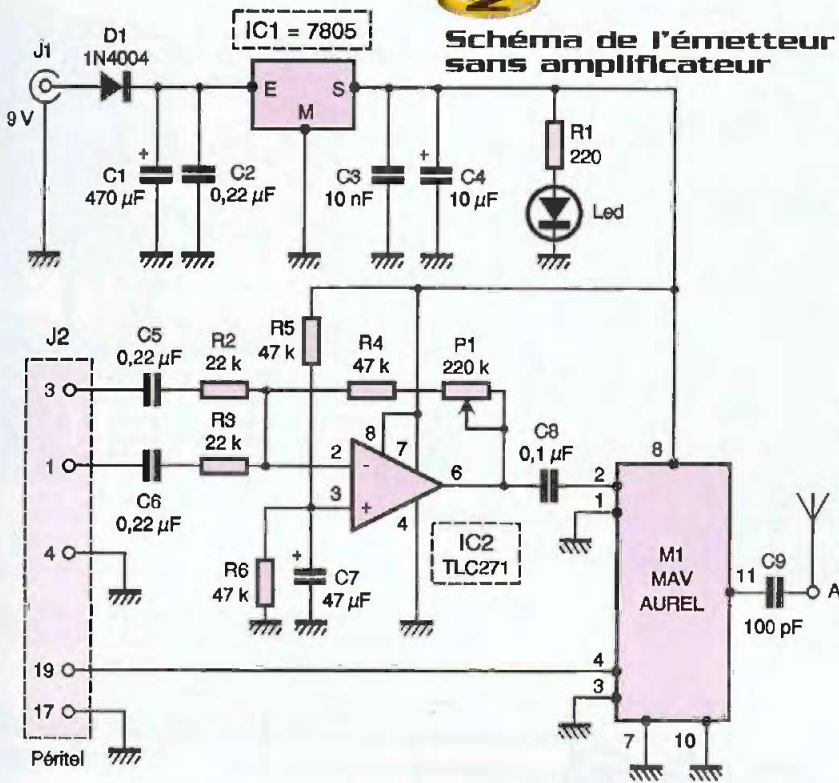 2
Schéma de l'émetteur
sans amplificateur
IC1 = 7805
J1
D1
1N4004
9 V
E
S
M
+
C1
470 µF
C2
0,22 µF
C3
10 nF
+
C4
10 µF
R1
220
Led
J2
C5
0,22 µF
R2
22 k
R5
47 k
R4
47 k
P1
220 k
3
R3
22 k
8
7
C8
0,1 µF
8
1
2
-
6
2
C6
0,22 µF
3
+
4
1
IC2
TLC271
M1
MAV
AUREL
11
C9
A
100 pF
4
R6
47 k
+
C7
47 µF
19
4
3
17
7
10
Péritel